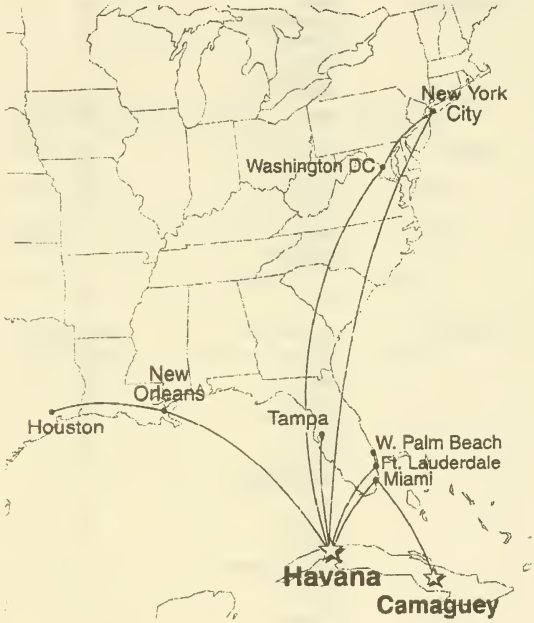 New York
City
Washington DC
New
Orleans
Houston
Tampa
W. Palm Beach
Ft. Lauderdale
Miami
Havana
Camaguey